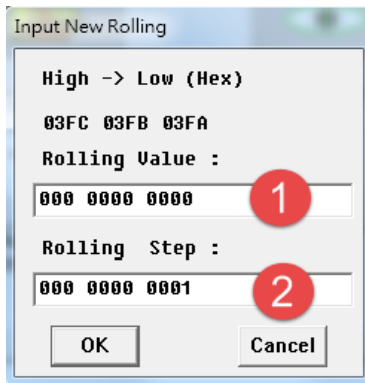 Input New Rolling
High -> Low (Hex)
03FC 03FB 03FA
Rolling Value :
000 0000 0000
1
Rolling Step :
000 0000 0001
2
OK Cancel